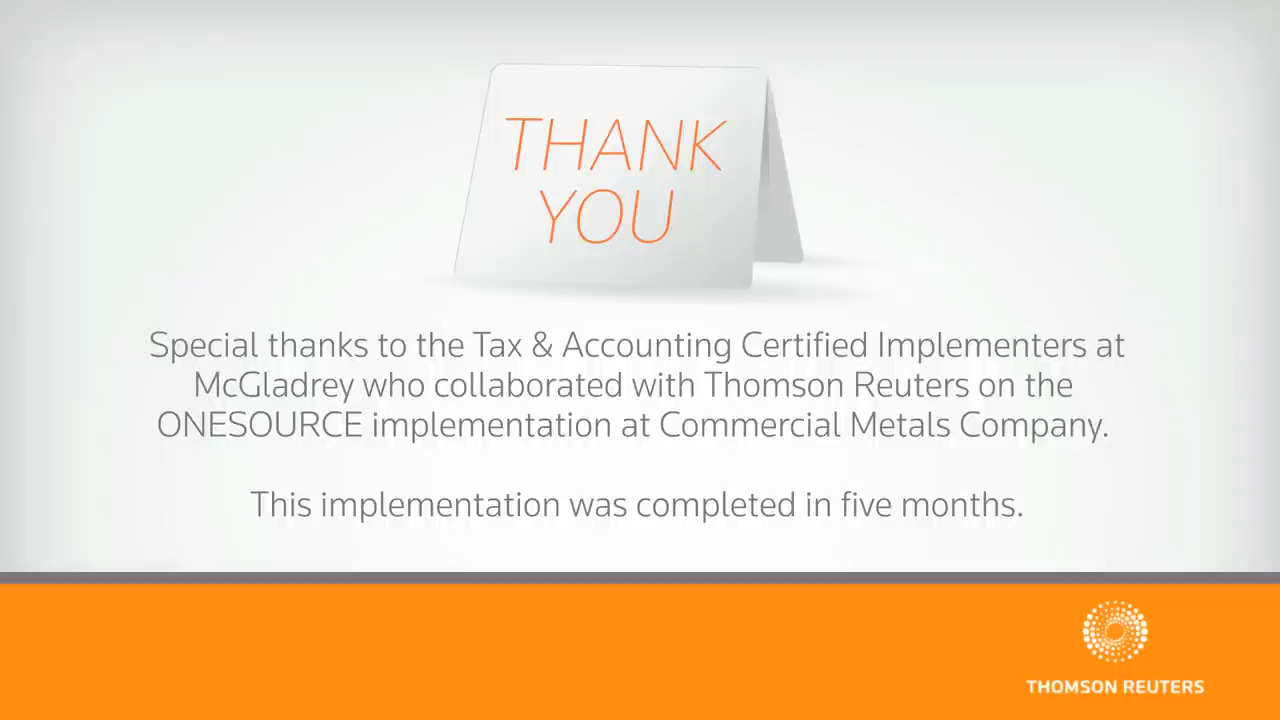 THANK
YOU
Special thanks to the Tax & Accounting Certified Implementers at
McGladrey who collaborated with Thomson Reuters on the
ONESOURCE implementation at Commercial Metals Company.
This implementation was completed in five months.
THOMSON REUTERS